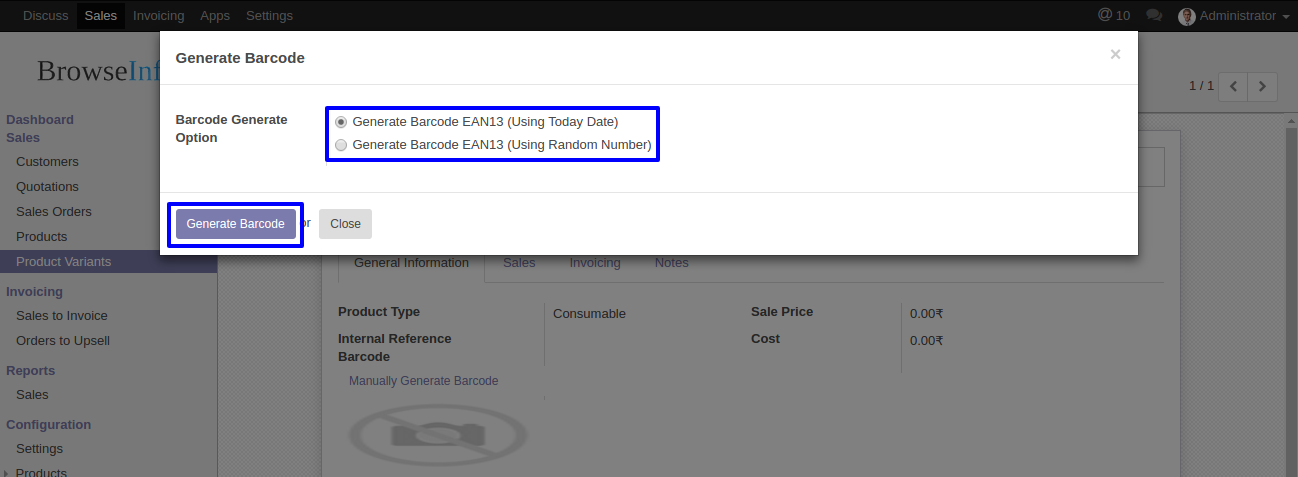 Discuss Sales Invoicing Apps Settings @ 10 Administrator
Generate Barcode ×
Barcode Generate
Option
Generate Barcode EAN13 (Using Today Date)
Generate Barcode EAN13 (Using Random Number)
Generate Barcode or Close
BrowseInf
1 / 1
Dashboard
Sales
Customers
Quotations
Sales Orders
Products
Product Variants
Invoicing
Sales to Invoice
Orders to Upsell
Reports
Sales
Configuration
Settings
Products
General Information Sales Invoicing Notes
Product Type Consumable Sale Price 0.00₹
Internal Reference Cost 0.00₹
Barcode
Manually Generate Barcode